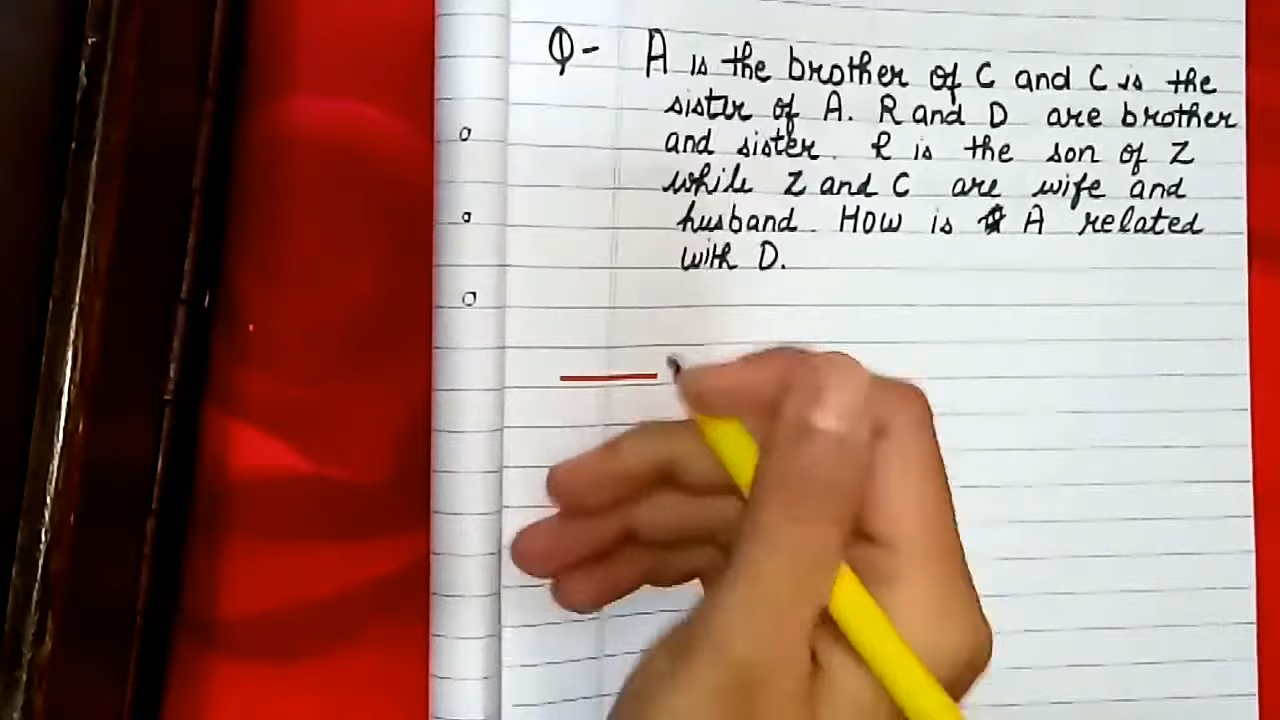 Q- A is the brother of C and C is the
sister of A. R and D are brother
and sister. R is the son of Z
while Z and C are wife and
husband. How is A related
with D.